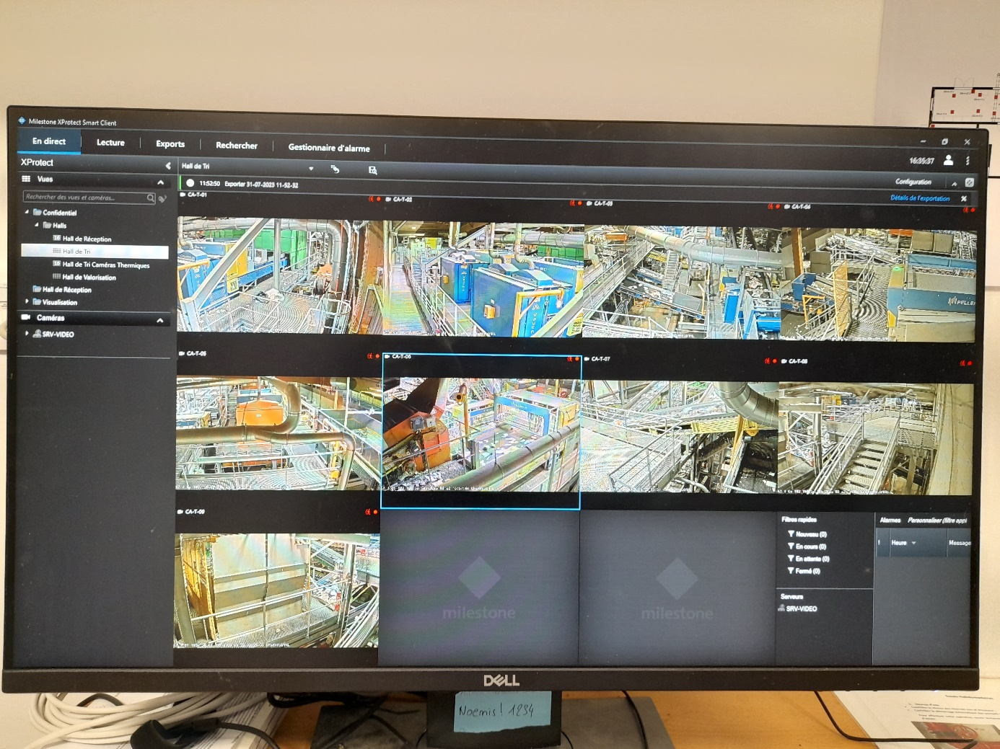 Milestone XProtect Smart Client
En direct
Lecture
Exports
Rechercher
Gestionnaire d'alarme
XProtect
Hall de Tri
16:35:37
Vues
11:52:50 Exporter 31-07-2023 11-52-32
Configuration
Rechercher des vues et caméras...
Détails de l'exportation
CA-T-01
CA-T-02
CA-T-03
CA-T-04
Confidentiel
Halls
16 Hall de Réception
Hall de Tri
10 Hall de Tri Caméras Thermiques
Hall de Valorisation
Hall de Réception
Visualisation
Caméras
SRV-VIDEO
PELLE
CA-T-05
CA-T-06
CA-T-07
CA-T-08
CA-T-09
milestone
milestone
Filtres rapides
Nouveau (0)
En cours (0)
En attente (0)
Fermé (0)
Serveurs
SRV-VIDEO
Alarmes Personnaliser (filtre appl
! Heure Message
DELL
Noemis! 1234